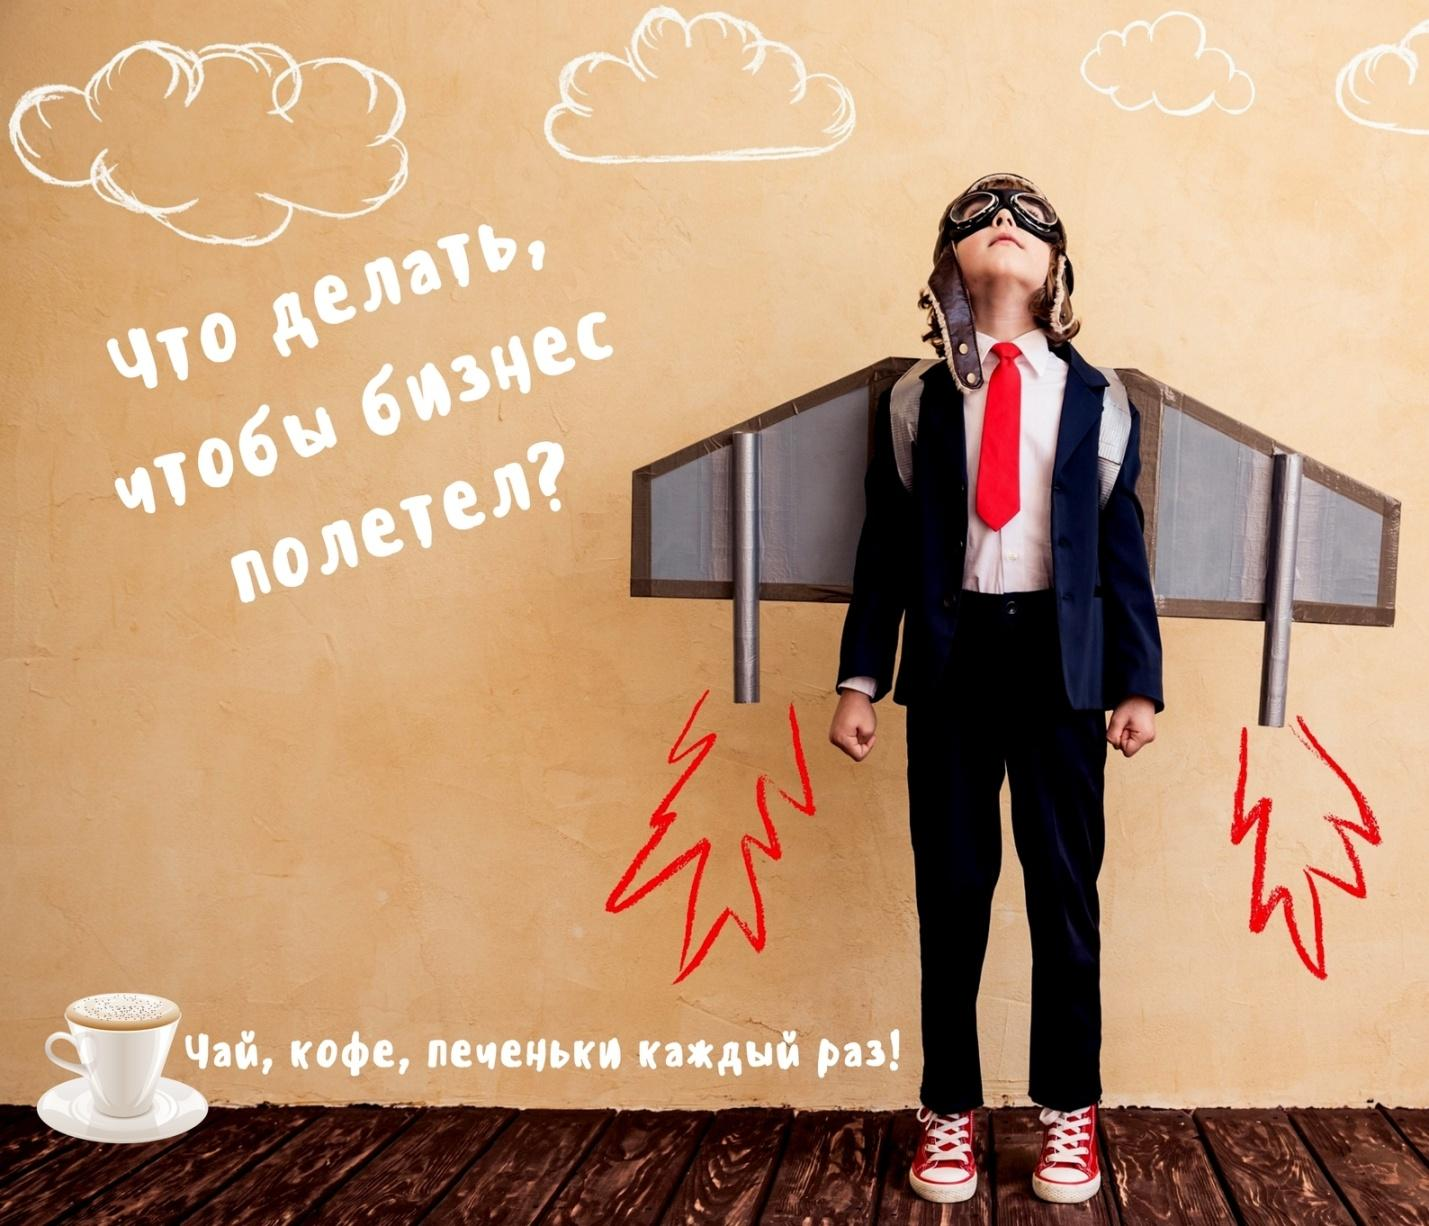 Что делать,
чтобы бизнес
полетел?
Чай, кофе, печеньки каждый раз!